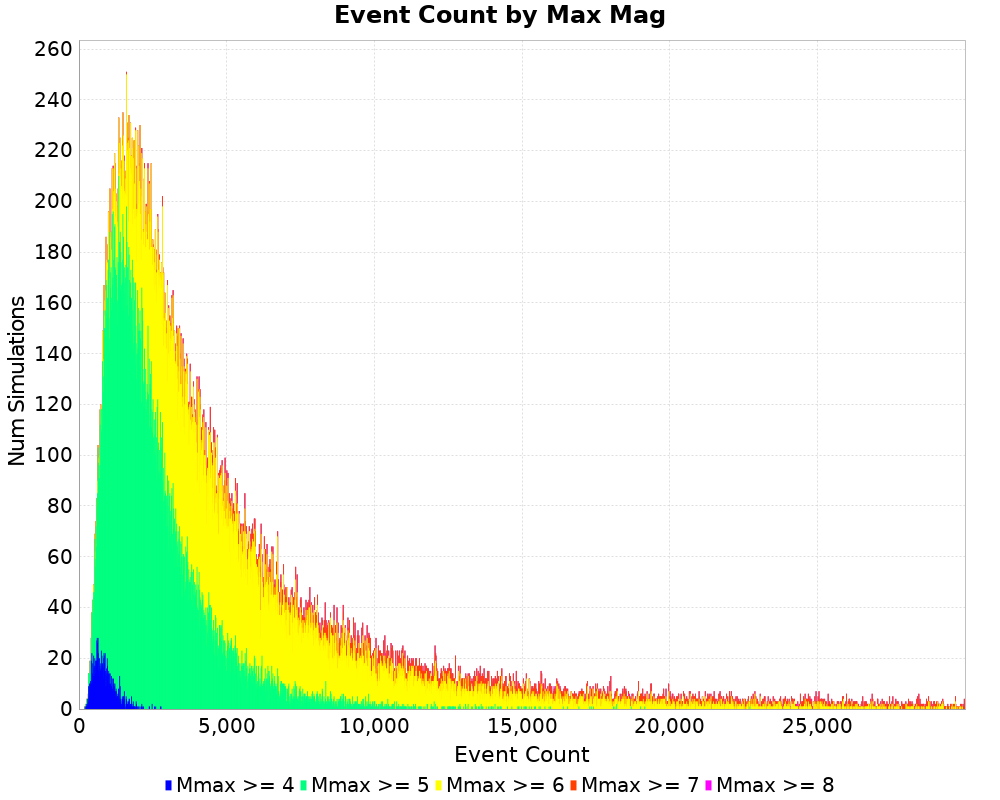 Event Count by Max Mag
260
240
220
200
180
160
140
120
100
80
60
40
20
0
Num Simulations
0 5,000 10,000 15,000 20,000 25,000
Event Count
Mmax >= 4 Mmax >= 5 Mmax >= 6 Mmax >= 7 Mmax >= 8